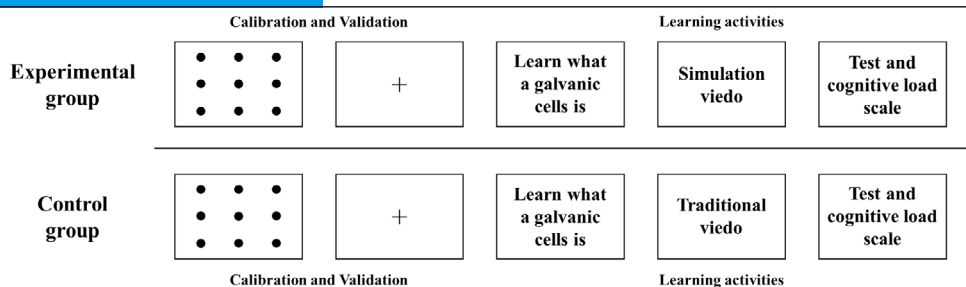 Calibration and Validation
Learning activities
Experimental
group
Learn what
a galvanic
cells is
Simulation
viedo
Test and
cognitive load
scale
Control
group
Learn what
a galvanic
cells is
Traditional
viedo
Test and
cognitive load
scale
Calibration and Validation
Learning activities